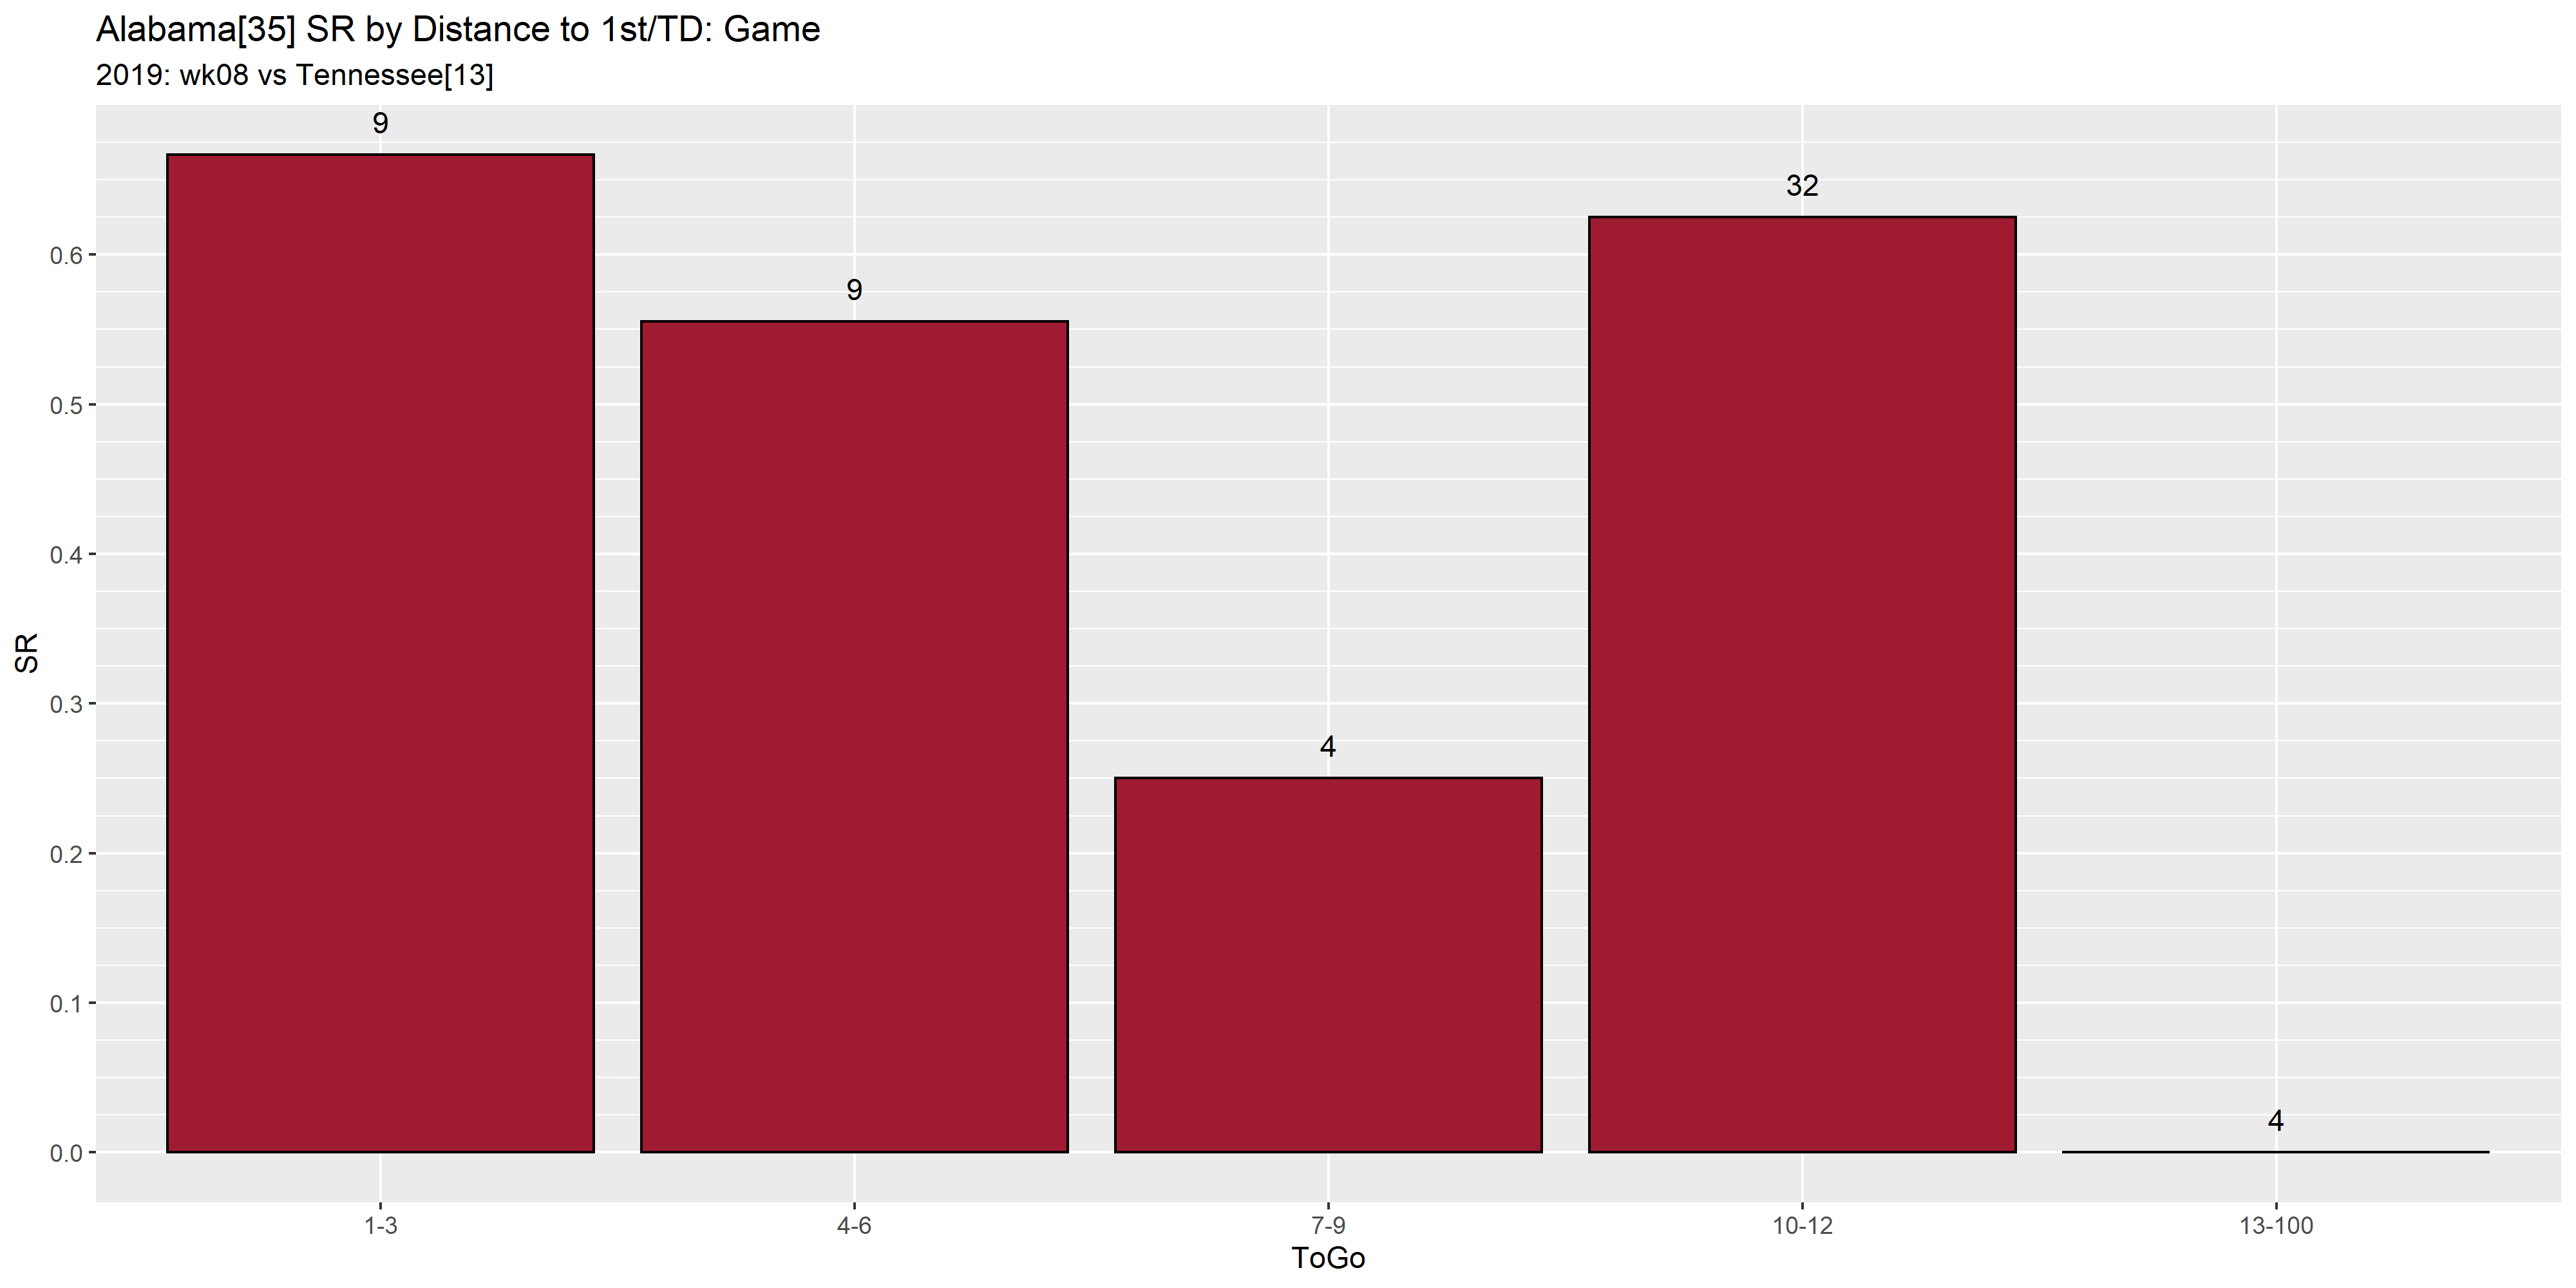 Alabama[35] SR by Distance to 1st/TD: Game
2019: wk08 vs Tennessee[13]
9
32
9
0.6
0.5
0.4
SR
0.3
4
0.2
0.1
4
0.0
1-3 4-6 7-9 10-12 13-100
ToGo